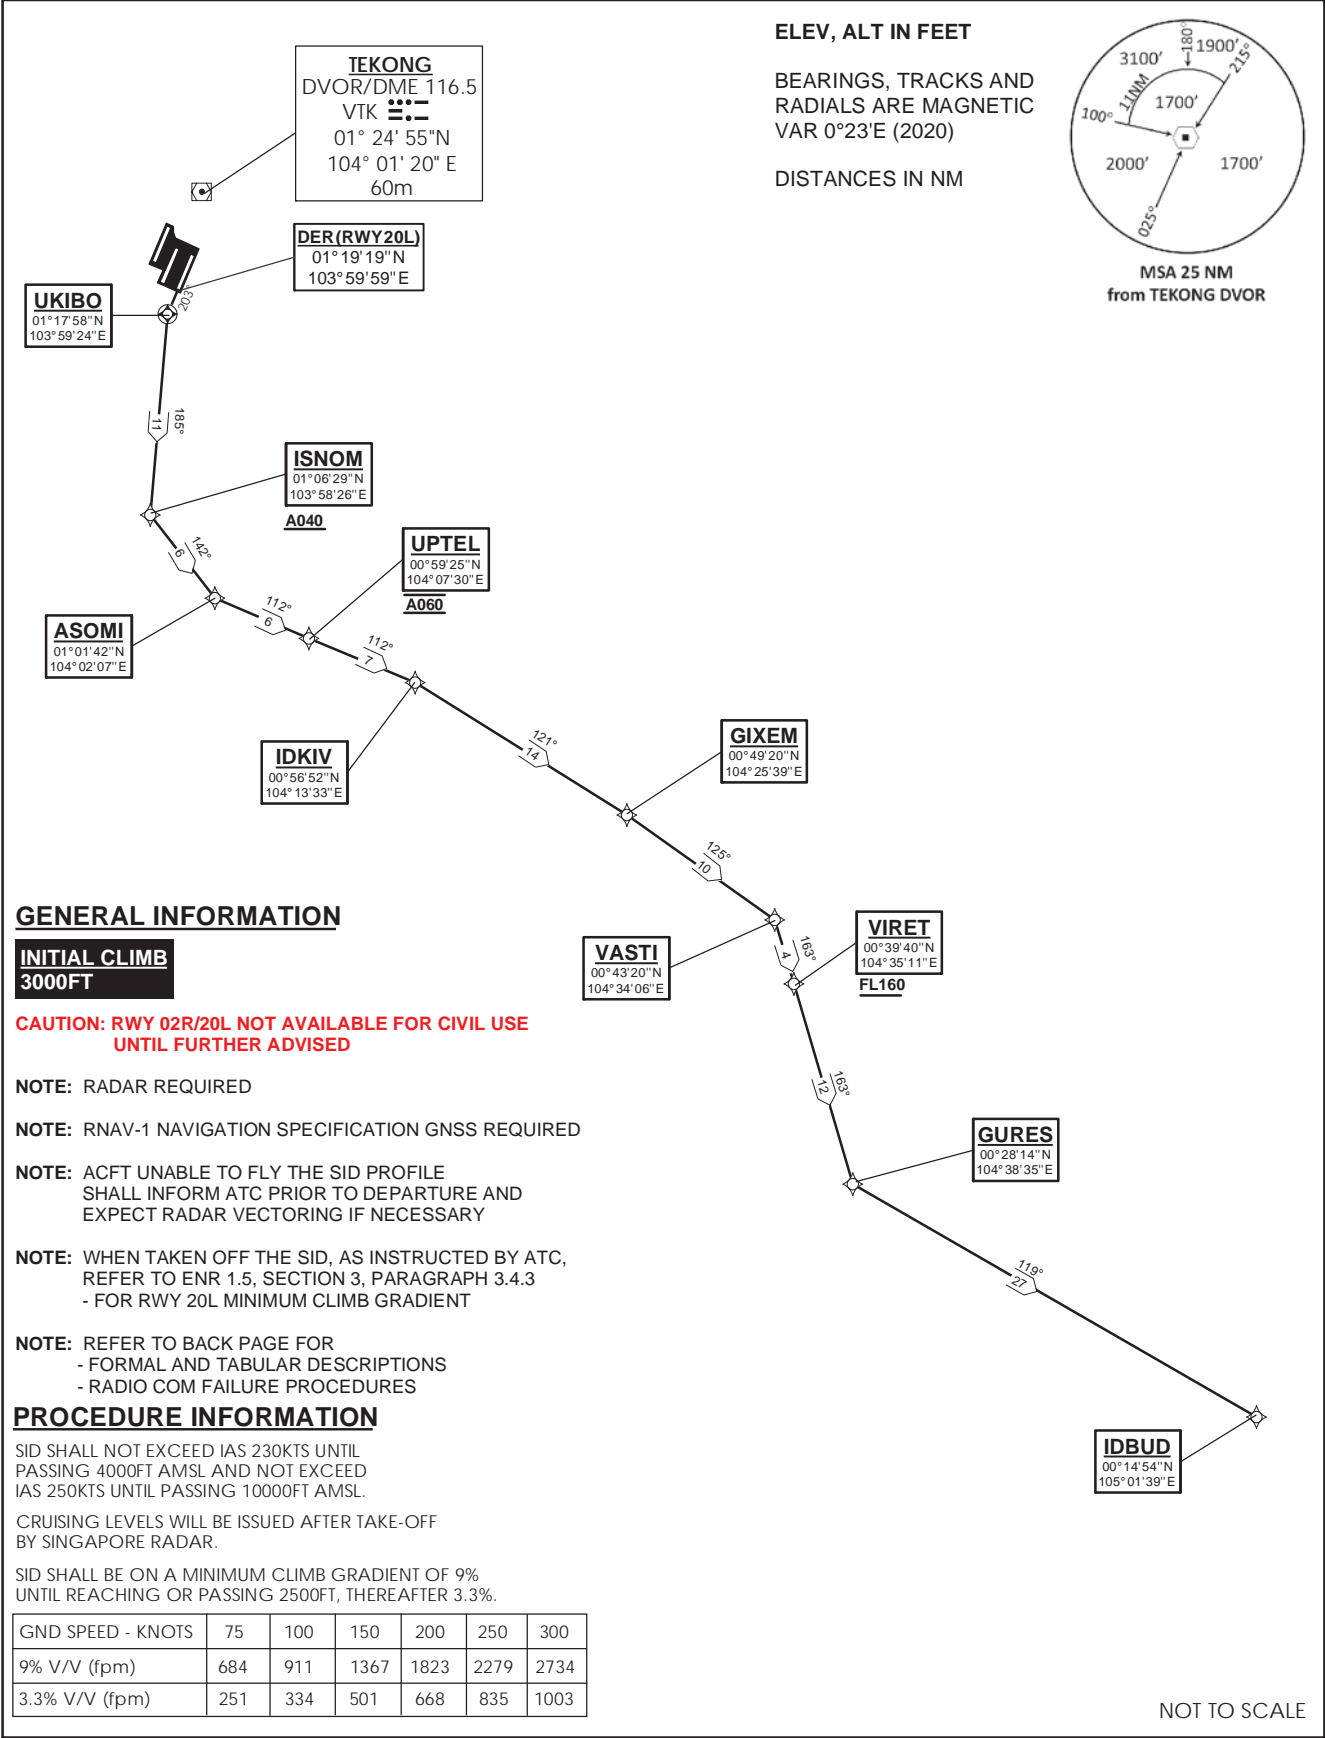 ELEV, ALT IN FEET
BEARINGS, TRACKS AND
RADIALS ARE MAGNETIC
VAR 0°23'E (2020)
DISTANCES IN NM
3100'
180°
1900'
215°
11NM
1700'
100°
2000'
1700'
025°
MSA 25 NM
from TEKONG DVOR
TEKONG
DVOR/DME 116.5
VTK
01° 24' 55"N
104° 01' 20" E
60m
DER(RWY20L)
01°19'19"N
103°59'59"E
203°
UKIBO
01°17'58"N
103°59'24"E
11
185°
ISNOM
01°06'29"N
103°58'26"E
A040
6
142°
UPTEL
00°59'25"N
104°07'30"E
A060
ASOMI
01°01'42"N
104°02'07"E
112°
6
112°
7
IDKIV
00°56'52"N
104°13'33"E
121°
14
GIXEM
00°49'20"N
104°25'39"E
125°
10
VASTI
00°43'20"N
104°34'06"E
4
163°
VIRET
00°39'40"N
104°35'11"E
FL160
12
163°
GURES
00°28'14"N
104°38'35"E
119°
27
IDBUD
00°14'54"N
105°01'39"E
GENERAL INFORMATION
INITIAL CLIMB
3000FT
CAUTION: RWY 02R/20L NOT AVAILABLE FOR CIVIL USE
UNTIL FURTHER ADVISED
NOTE: RADAR REQUIRED
NOTE: RNAV-1 NAVIGATION SPECIFICATION GNSS REQUIRED
NOTE: ACFT UNABLE TO FLY THE SID PROFILE
SHALL INFORM ATC PRIOR TO DEPARTURE AND
EXPECT RADAR VECTORING IF NECESSARY
NOTE: WHEN TAKEN OFF THE SID, AS INSTRUCTED BY ATC,
REFER TO ENR 1.5, SECTION 3, PARAGRAPH 3.4.3
- FOR RWY 20L MINIMUM CLIMB GRADIENT
NOTE: REFER TO BACK PAGE FOR
- FORMAL AND TABULAR DESCRIPTIONS
- RADIO COM FAILURE PROCEDURES
PROCEDURE INFORMATION
SID SHALL NOT EXCEED IAS 230KTS UNTIL
PASSING 4000FT AMSL AND NOT EXCEED
IAS 250KTS UNTIL PASSING 10000FT AMSL.
CRUISING LEVELS WILL BE ISSUED AFTER TAKE-OFF
BY SINGAPORE RADAR.
SID SHALL BE ON A MINIMUM CLIMB GRADIENT OF 9%
UNTIL REACHING OR PASSING 2500FT, THEREAFTER 3.3%.
GND SPEED - KNOTS 75 100 150 200 250 300
9% V/V (fpm) 684 911 1367 1823 2279 2734
3.3% V/V (fpm) 251 334 501 668 835 1003
NOT TO SCALE